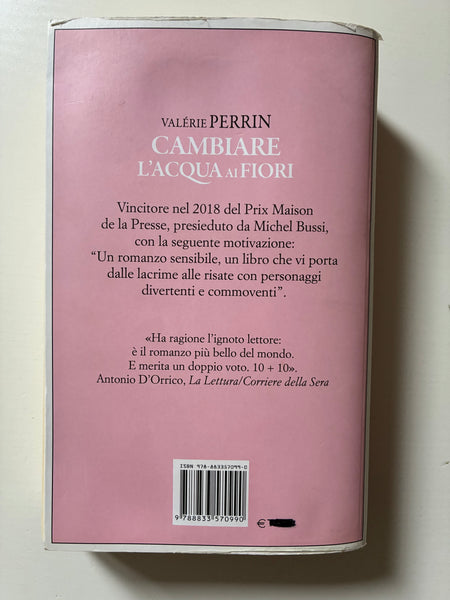 VALÉRIE PERRIN
CAMBIARE
L'ACQUA AI FIORI
Vincitore nel 2018 del Prix Maison
de la Presse, presieduto da Michel Bussi,
con la seguente motivazione:
“Un romanzo sensibile, un libro che vi porta
dalle lacrime alle risate con personaggi
divertenti e commoventi”.
«Ha ragione l'ignoto lettore:
è il romanzo più bello del mondo.
E merita un doppio voto. 10 + 10».
Antonio D'Orrico, La Lettura/Corriere della Sera
ISBN 978-883357099-0
9 788833 570990
€